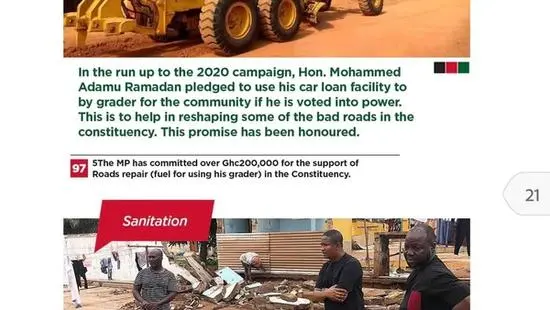 In the run up to the 2020 campaign, Hon. Mohammed
Adamu Ramadan pledged to use his car loan facility to
by grader for the community if he is voted into power.
This is to help in reshaping some of the bad roads in the
constituency. This promise has been honoured.
97
5The MP has committed over Ghc200,000 for the support of
Roads repair (fuel for using his grader) in the Constituency.
21
Sanitation